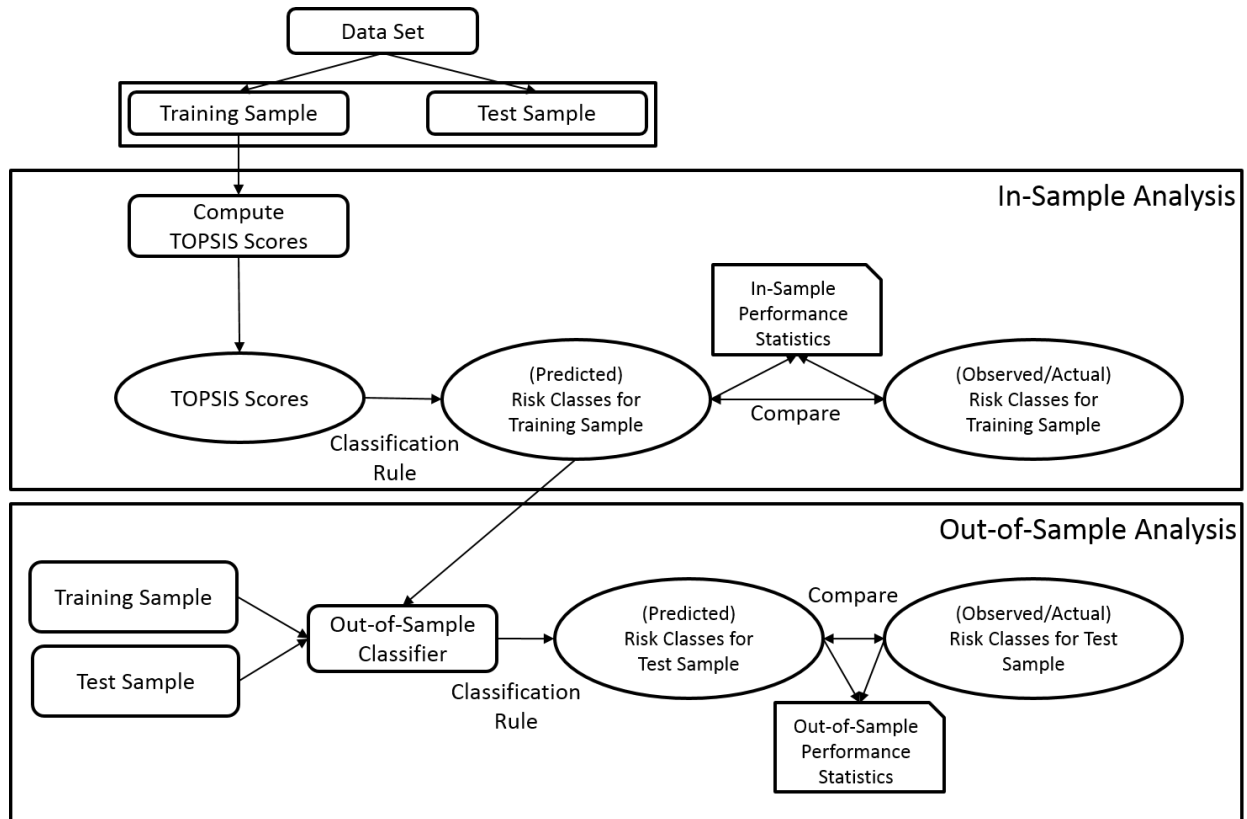 Data Set
Training Sample
Test Sample
In-Sample Analysis
Compute
TOPSIS Scores
In-Sample
Performance
Statistics
TOPSIS Scores
(Predicted)
Risk Classes for
Training Sample
Compare
(Observed/Actual)
Risk Classes for
Training Sample
Classification
Rule
Out-of-Sample Analysis
Training Sample
Test Sample
Out-of-Sample
Classifier
Classification
Rule
(Predicted)
Risk Classes for
Test Sample
Compare
(Observed/Actual)
Risk Classes for Test
Sample
Out-of-Sample
Performance
Statistics